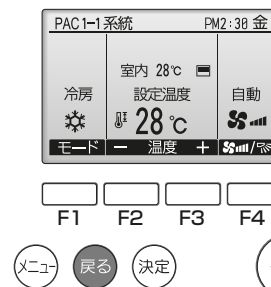 PAC1-1系統 PM2:30 金
室内 28℃
冷房 設定温度 自動
28℃
モード － 温度 ＋
F1 F2 F3 F4
メニュー 戻る 決定